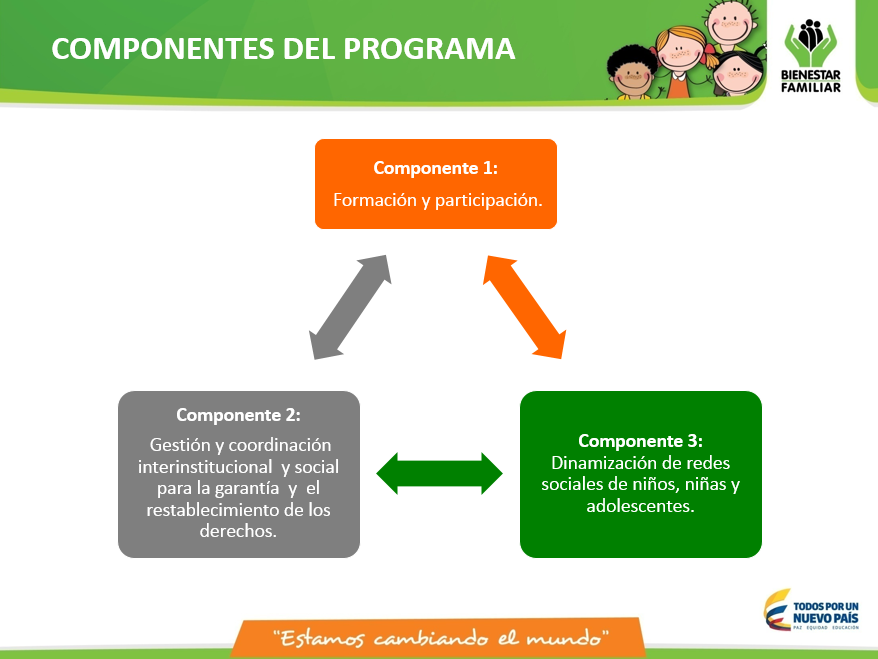 COMPONENTES DEL PROGRAMA
BIENESTAR
FAMILIAR
Componente 1:
Formación y participación.
Componente 2:
Gestión y coordinación
interinstitucional y social
para la garantía y el
restablecimiento de los
derechos.
Componente 3:
Dinamización de redes
sociales de niños, niñas y
adolescentes.
TODOS POR UN
NUEVO PAÍS
PAZ EQUIDAD EDUCACIÓN
"Estamos cambiando el mundo"